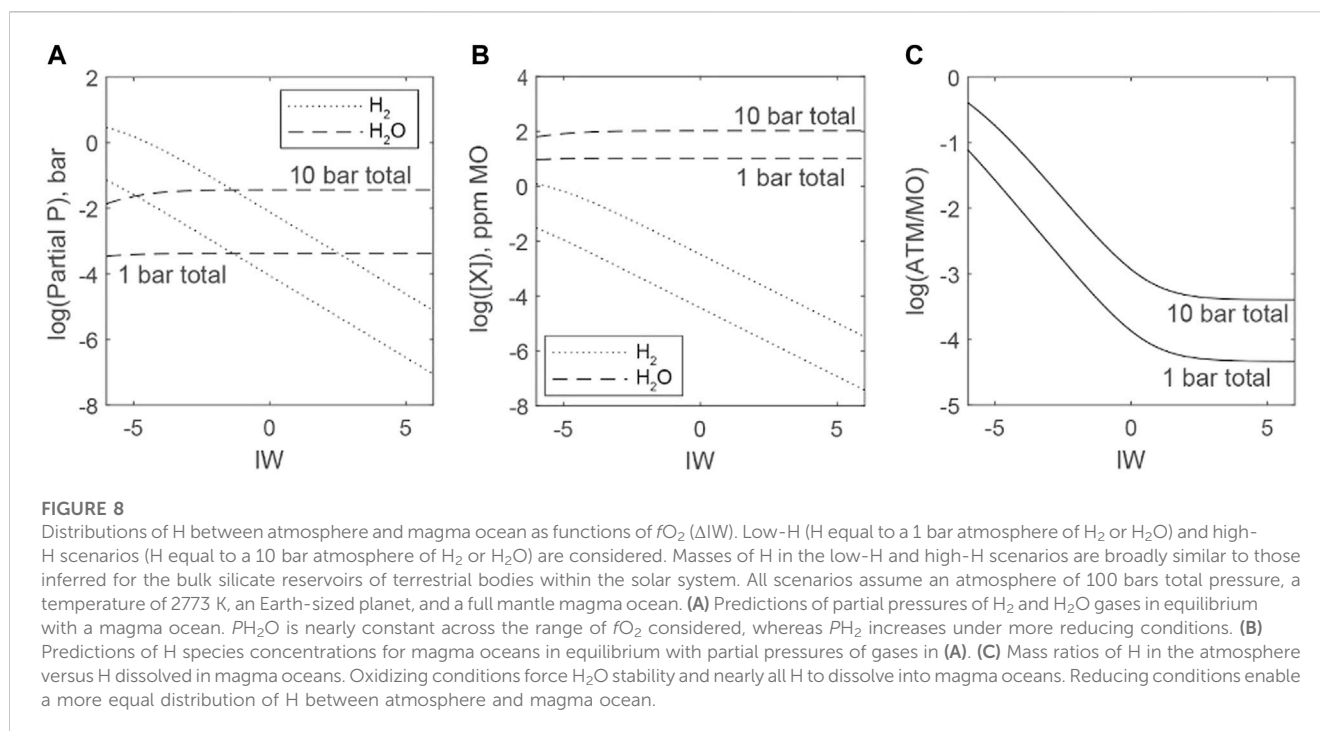 A
B
C
2
0
-2
-4
-6
-8
log(Partial P), bar
H2
H2O
10 bar total
1 bar total
-5
0
5
IW
4
2
0
-2
-4
-6
-8
log([X]), ppm MO
10 bar total
1 bar total
H2
H2O
-5
0
5
IW
0
-1
-2
-3
-4
-5
log(ATM/MO)
10 bar total
1 bar total
-5
0
5
IW
FIGURE 8
Distributions of H between atmosphere and magma ocean as functions of fO2 (ΔIW). Low-H (H equal to a 1 bar atmosphere of H2 or H2O) and high-
H scenarios (H equal to a 10 bar atmosphere of H2 or H2O) are considered. Masses of H in the low-H and high-H scenarios are broadly similar to those
inferred for the bulk silicate reservoirs of terrestrial bodies within the solar system. All scenarios assume an atmosphere of 100 bars total pressure, a
temperature of 2773 K, an Earth-sized planet, and a full mantle magma ocean. (A) Predictions of partial pressures of H2 and H2O gases in equilibrium
with a magma ocean. PH2O is nearly constant across the range of fO2 considered, whereas PH2 increases under more reducing conditions. (B)
Predictions of H species concentrations for magma oceans in equilibrium with partial pressures of gases in (A). (C) Mass ratios of H in the atmosphere
versus H dissolved in magma oceans. Oxidizing conditions force H2O stability and nearly all H to dissolve into magma oceans. Reducing conditions enable
a more equal distribution of H between atmosphere and magma ocean.